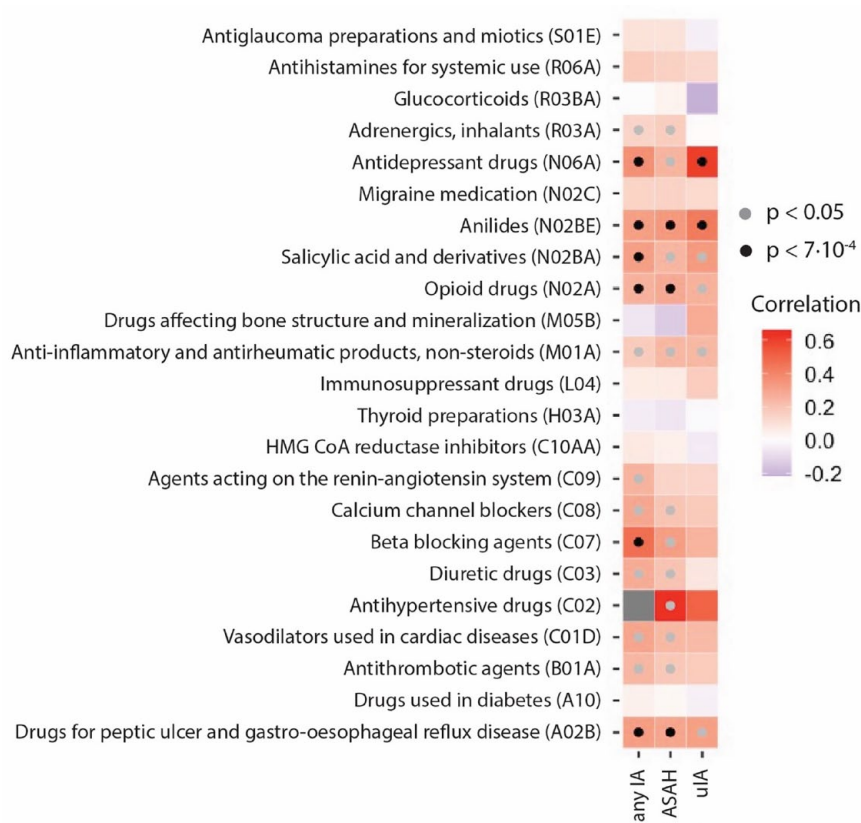 Antiglaucoma preparations and miotics (S01E)
Antihistamines for systemic use (R06A)
Glucocorticoids (R03BA)
Adrenergics, inhalants (R03A)
Antidepressant drugs (N06A)
Migraine medication (N02C)
Anilides (N02BE)
Salicylic acid and derivatives (N02BA)
Opioid drugs (N02A)
Drugs affecting bone structure and mineralization (M05B)
Anti-inflammatory and antirheumatic products, non-steroids (M01A)
Immunosuppressant drugs (L04)
Thyroid preparations (H03A)
HMG CoA reductase inhibitors (C10AA)
Agents acting on the renin-angiotensin system (C09)
Calcium channel blockers (C08)
Beta blocking agents (C07)
Diuretic drugs (C03)
Antihypertensive drugs (C02)
Vasodilators used in cardiac diseases (C01D)
Antithrombotic agents (B01A)
Drugs used in diabetes (A10)
Drugs for peptic ulcer and gastro-oesophageal reflux disease (A02B)
any IA
ASAH
uIA
p < 0.05
p < 7·10⁻⁴
Correlation
0.6
0.4
0.2
0.0
-0.2